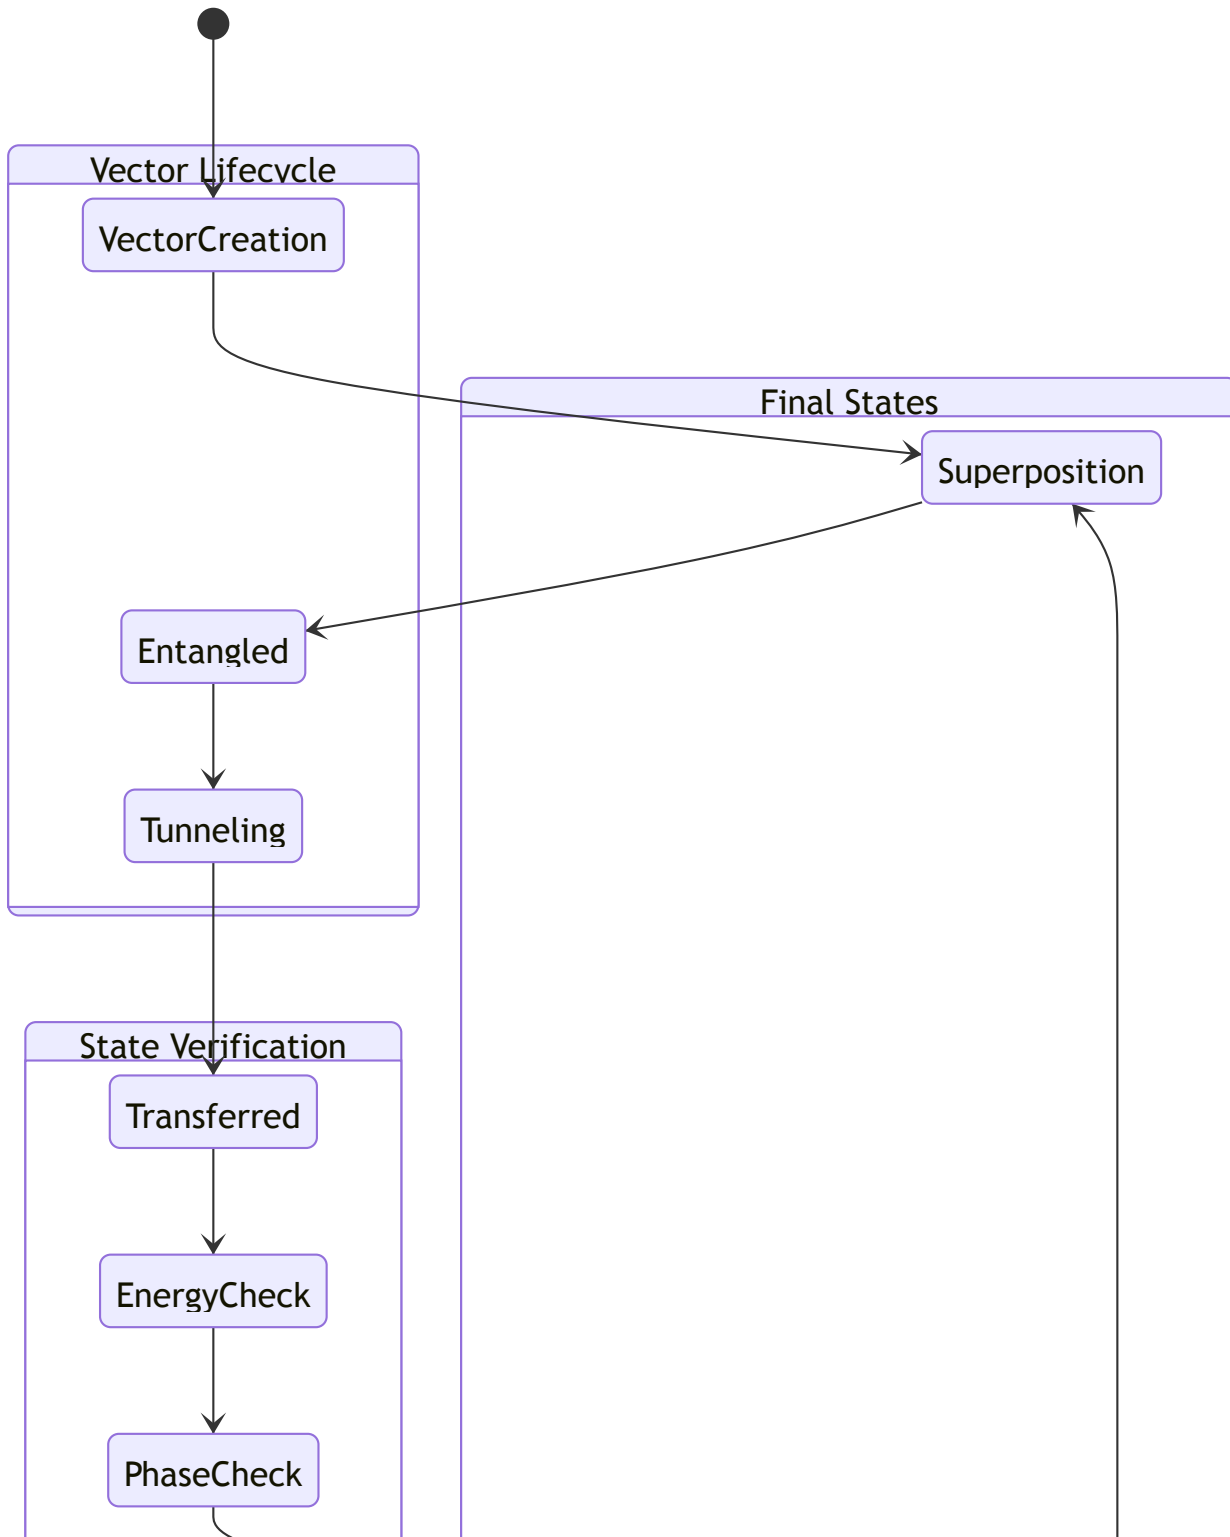 Vector Lifecycle
VectorCreation
Final States
Superposition
Entangled
Tunneling
State Verification
Transferred
EnergyCheck
PhaseCheck